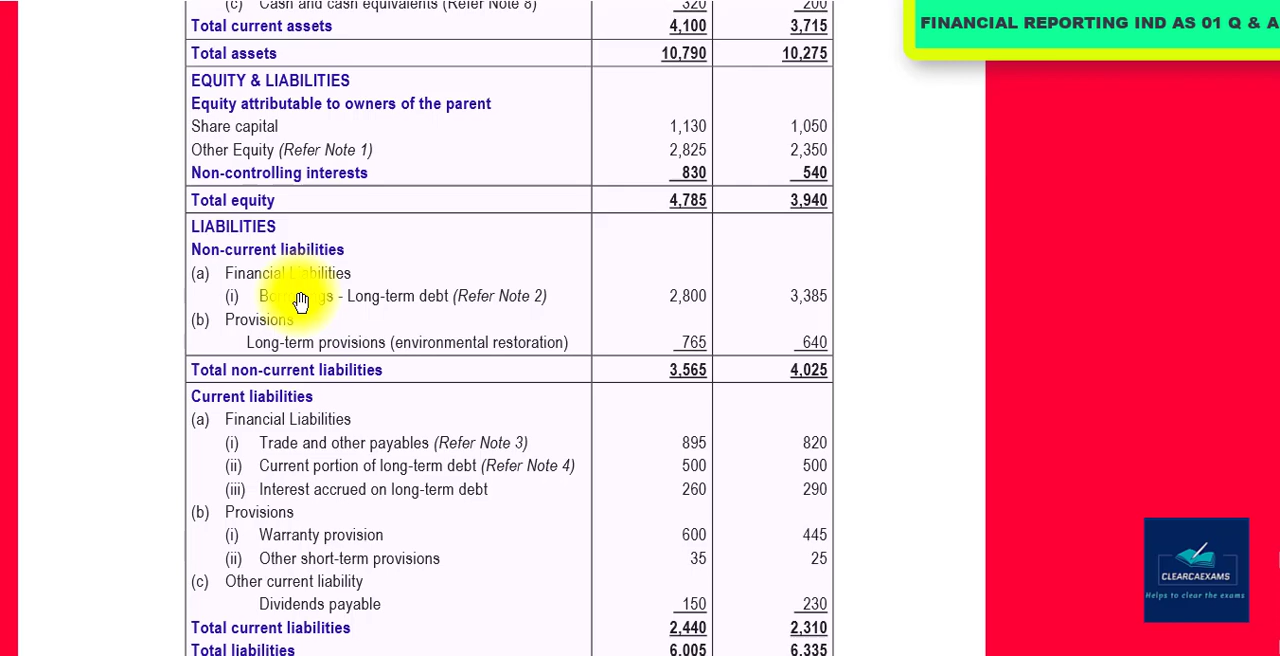 (c) Cash and cash equivalents (Refer Note 8) 320 200
Total current assets 4,100 3,715
Total assets 10,790 10,275
EQUITY & LIABILITIES
Equity attributable to owners of the parent
Share capital 1,130 1,050
Other Equity (Refer Note 1) 2,825 2,350
Non-controlling interests 830 540
Total equity 4,785 3,940
LIABILITIES
Non-current liabilities
(a) Financial Liabilities
(i) Borrowings - Long-term debt (Refer Note 2) 2,800 3,385
(b) Provisions
Long-term provisions (environmental restoration) 765 640
Total non-current liabilities 3,565 4,025
Current liabilities
(a) Financial Liabilities
(i) Trade and other payables (Refer Note 3) 895 820
(ii) Current portion of long-term debt (Refer Note 4) 500 500
(iii) Interest accrued on long-term debt 260 290
(b) Provisions
(i) Warranty provision 600 445
(ii) Other short-term provisions 35 25
(c) Other current liability
Dividends payable 150 230
Total current liabilities 2,440 2,310
Total liabilities 6,005 6,335
FINANCIAL REPORTING IND AS 01 Q & A
CLEARCAEXAMS
Helps to clear the exams